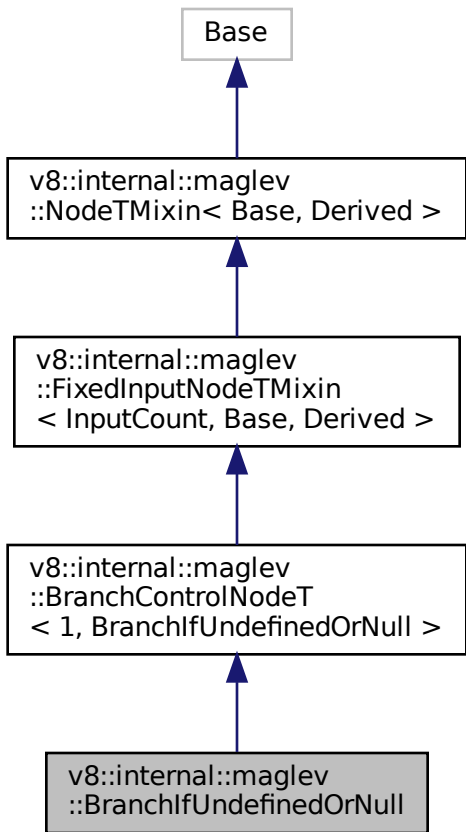 Base
v8::internal::maglev
::NodeTMixin< Base, Derived >
v8::internal::maglev
::FixedInputNodeTMixin
< InputCount, Base, Derived >
v8::internal::maglev
::BranchControlNodeT
< 1, BranchIfUndefinedOrNull >
v8::internal::maglev
::BranchIfUndefinedOrNull